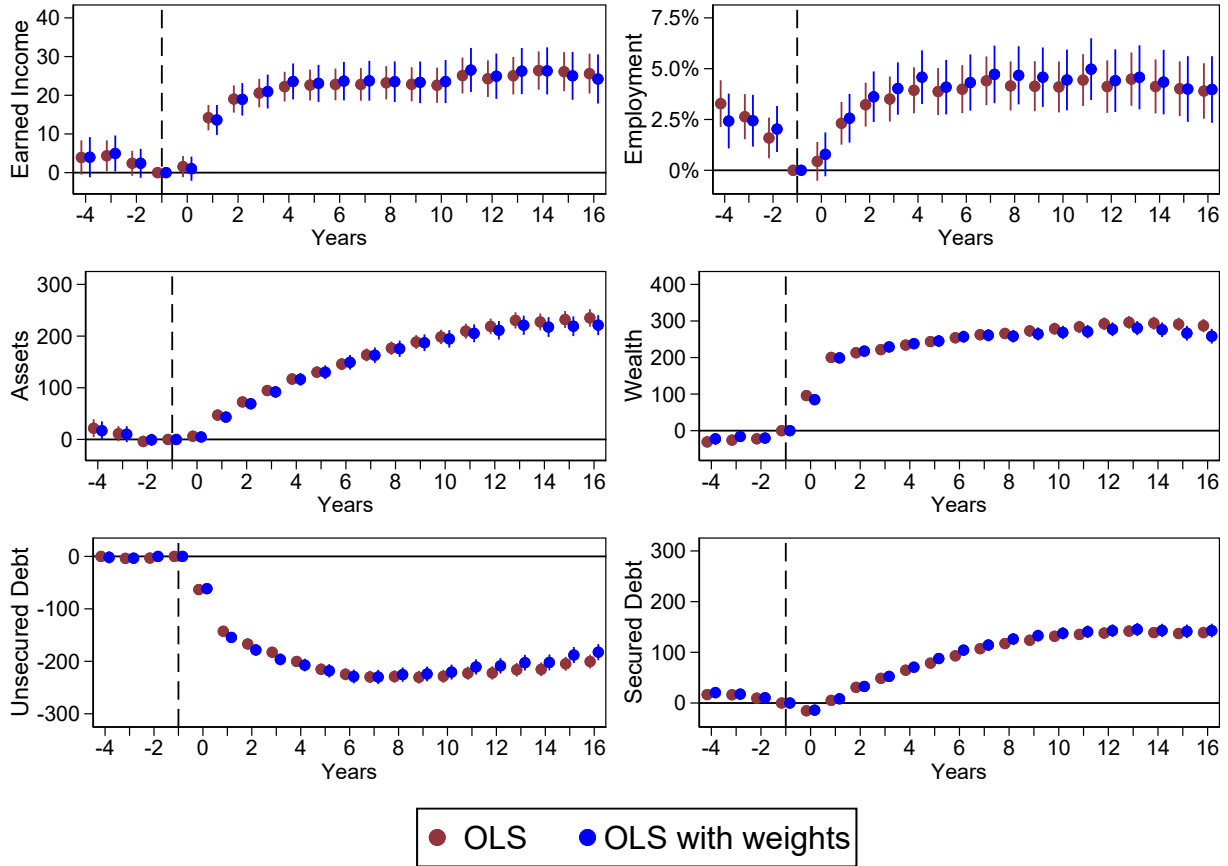 Earned Income
40
30
20
10
0
-4 -2 0 2 4 6 8 10 12 14 16
Years
Employment
7.5%
5.0%
2.5%
0%
-4 -2 0 2 4 6 8 10 12 14 16
Years
Assets
300
200
100
0
-4 -2 0 2 4 6 8 10 12 14 16
Years
Wealth
400
300
200
100
0
-4 -2 0 2 4 6 8 10 12 14 16
Years
Unsecured Debt
0
-100
-200
-300
-4 -2 0 2 4 6 8 10 12 14 16
Years
Secured Debt
300
200
100
0
-4 -2 0 2 4 6 8 10 12 14 16
Years
OLS OLS with weights